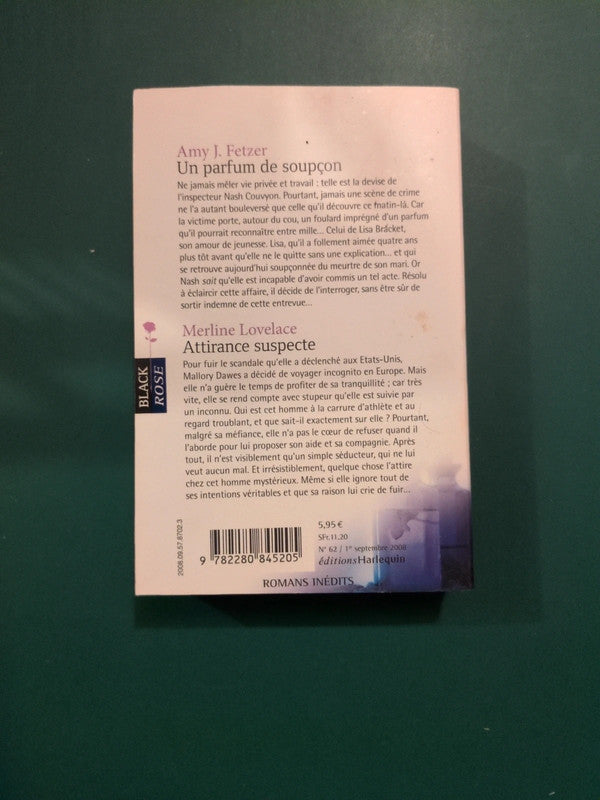 Amy J. Fetzer
Un parfum de soupçon
Ne jamais mêler vie privée et travail : telle est la devise de
l'inspecteur Nash Couvyon. Pourtant, jamais une scène de crime
ne l'a autant bouleversé que celle qu'il découvre ce matin-là. Car
la victime porte, autour du cou, un foulard imprégné d'un parfum
qu'il pourrait reconnaître entre mille... Celui de Lisa Bracket,
son amour de jeunesse. Lisa, qu'il a follement aimée quatre ans
plus tôt avant qu'elle ne le quitte sans une explication... et qui
se retrouve aujourd'hui soupçonnée du meurtre de son mari. Or
Nash sait qu'elle est incapable d'avoir commis un tel acte. Résolu
à éclaircir cette affaire, il décide de l'interroger, sans être sûr de
sortir indemne de cette entrevue...
Merline Lovelace
Attirance suspecte
Pour fuir le scandale qu'elle a déclenché aux Etats-Unis,
Mallory Dawes a décidé de voyager incognito en Europe. Mais
elle n'a guère le temps de profiter de sa tranquillité ; car très
vite, elle se rend compte avec stupeur qu'elle est suivie par
un inconnu. Qui est cet homme à la carrure d'athlète et au
regard troublant, et que sait-il exactement sur elle ? Pourtant,
malgré sa méfiance, elle n'a pas le cœur de refuser quand il
l'aborde pour lui proposer son aide et sa compagnie. Après
tout, il n'est visiblement qu'un simple séducteur, qui ne lui
veut aucun mal. Et irrésistiblement, quelque chose l'attire
chez cet homme mystérieux. Même si elle ignore tout de
ses intentions véritables et que sa raison lui crie de fuir...
BLACK
ROSE
2008.09.57.8702.3
9 782280 845205
5,95 €
SFr.11.20
N° 62 / 1er septembre 2008
éditionsHarlequin
ROMANS INÉDITS